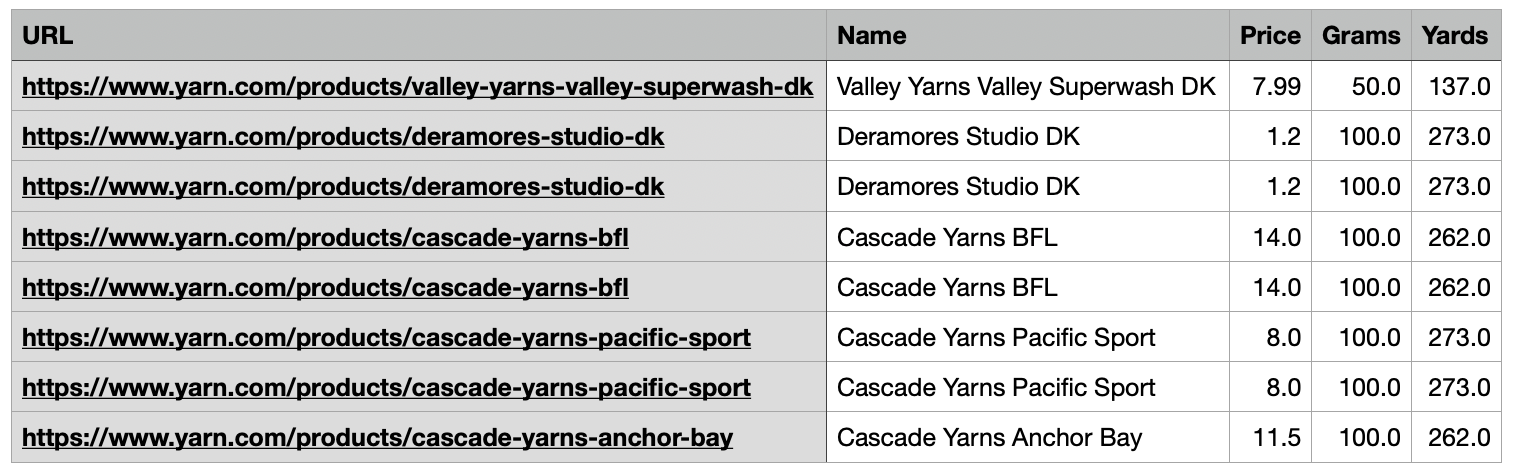 URL Name Price Grams Yards
https://www.yarn.com/products/valley-yarns-valley-superwash-dk Valley Yarns Valley Superwash DK 7.99 50.0 137.0
https://www.yarn.com/products/deramores-studio-dk Deramores Studio DK 1.2 100.0 273.0
https://www.yarn.com/products/deramores-studio-dk Deramores Studio DK 1.2 100.0 273.0
https://www.yarn.com/products/cascade-yarns-bfl Cascade Yarns BFL 14.0 100.0 262.0
https://www.yarn.com/products/cascade-yarns-bfl Cascade Yarns BFL 14.0 100.0 262.0
https://www.yarn.com/products/cascade-yarns-pacific-sport Cascade Yarns Pacific Sport 8.0 100.0 273.0
https://www.yarn.com/products/cascade-yarns-pacific-sport Cascade Yarns Pacific Sport 8.0 100.0 273.0
https://www.yarn.com/products/cascade-yarns-anchor-bay Cascade Yarns Anchor Bay 11.5 100.0 262.0